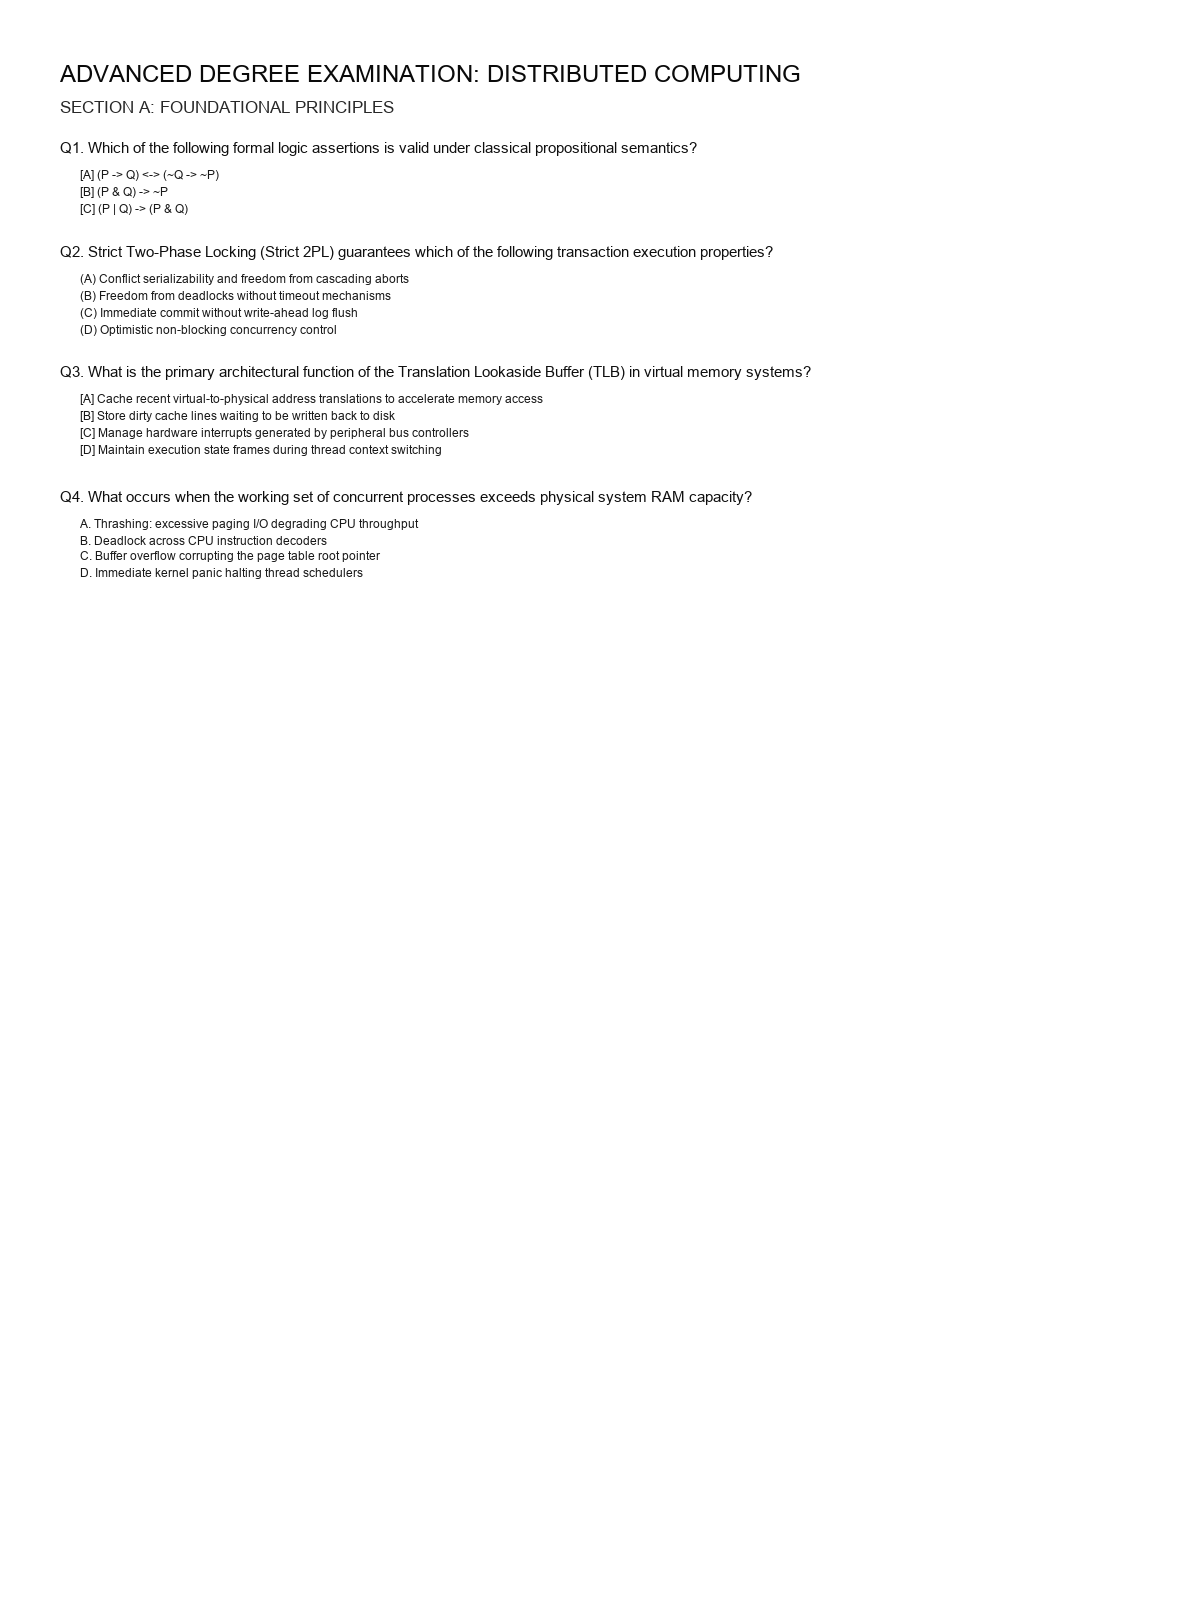 ADVANCED DEGREE EXAMINATION: DISTRIBUTED COMPUTING
SECTION A: FOUNDATIONAL PRINCIPLES
Q1. Which of the following formal logic assertions is valid under classical propositional semantics?
[A] (P -> Q) <-> (~Q -> ~P)
[B] (P & Q) -> ~P
[C] (P | Q) -> (P & Q)
Q2. Strict Two-Phase Locking (Strict 2PL) guarantees which of the following transaction execution properties?
(A) Conflict serializability and freedom from cascading aborts
(B) Freedom from deadlocks without timeout mechanisms
(C) Immediate commit without write-ahead log flush
(D) Optimistic non-blocking concurrency control
Q3. What is the primary architectural function of the Translation Lookaside Buffer (TLB) in virtual memory systems?
[A] Cache recent virtual-to-physical address translations to accelerate memory access
[B] Store dirty cache lines waiting to be written back to disk
[C] Manage hardware interrupts generated by peripheral bus controllers
[D] Maintain execution state frames during thread context switching
Q4. What occurs when the working set of concurrent processes exceeds physical system RAM capacity?
A. Thrashing: excessive paging I/O degrading CPU throughput
B. Deadlock across CPU instruction decoders
C. Buffer overflow corrupting the page table root pointer
D. Immediate kernel panic halting thread schedulers